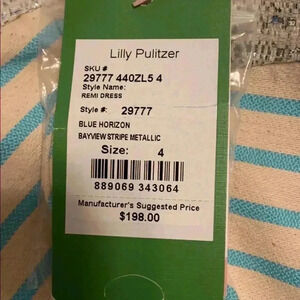 Lilly Pulitzer
SKU #
29777 440ZL5 4
Style Name:
REMI DRESS
Style #: 29777
BLUE HORIZON
BAYVIEW STRIPE METALLIC
Size: 4
889069 343064
Manufacturer's Suggested Price
$198.00